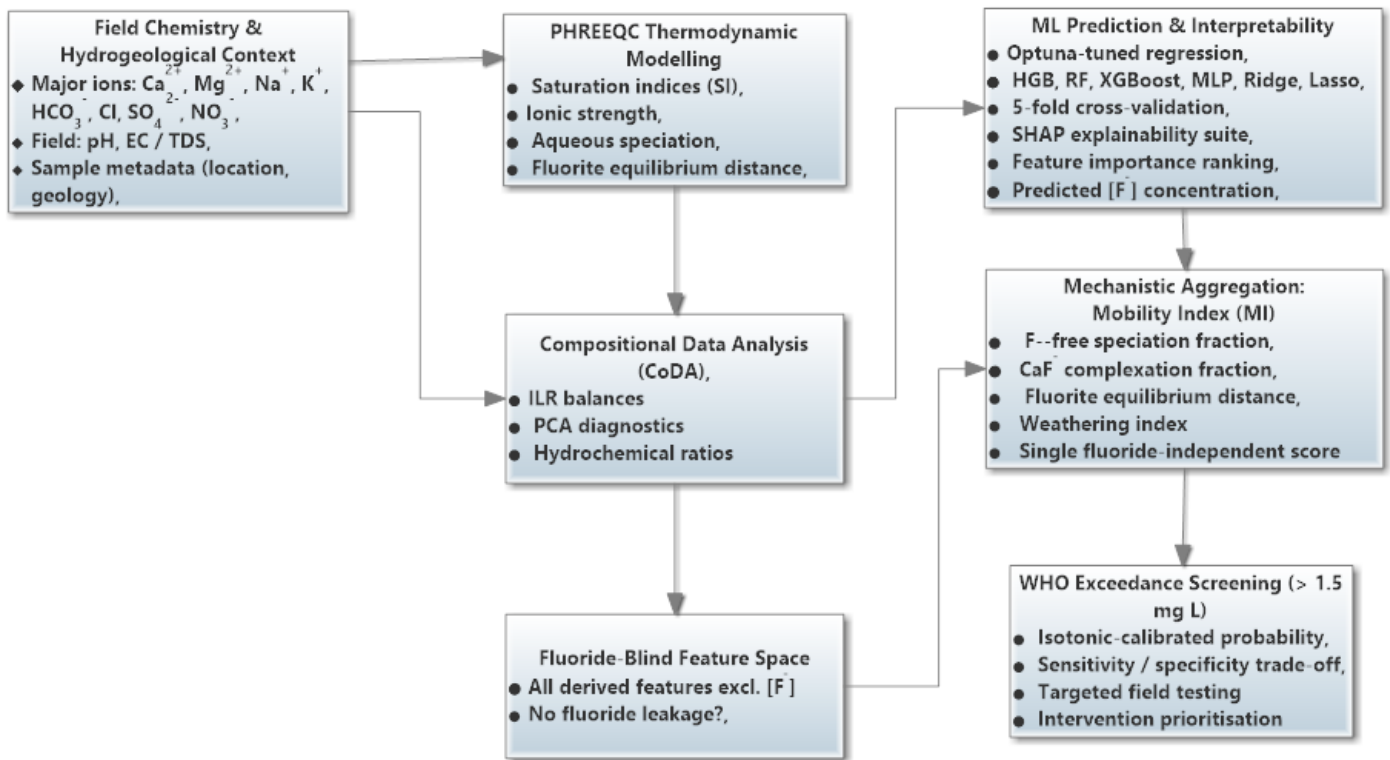 Field Chemistry &
Hydrogeological Context
◆ Major ions: Ca²⁺, Mg²⁺, Na⁺, K⁺,
HCO₃⁻, Cl, SO₄²⁻, NO₃⁻,
◆ Field: pH, EC / TDS,
◆ Sample metadata (location,
geology),
PHREEQC Thermodynamic
Modelling
● Saturation indices (SI),
● Ionic strength,
● Aqueous speciation,
● Fluorite equilibrium distance,
Compositional Data Analysis
(CoDA),
● ILR balances
● PCA diagnostics
● Hydrochemical ratios
Fluoride-Blind Feature Space
● All derived features excl. [F⁻]
● No fluoride leakage?,
ML Prediction & Interpretability
● Optuna-tuned regression,
● HGB, RF, XGBoost, MLP, Ridge, Lasso,
● 5-fold cross-validation,
● SHAP explainability suite,
● Feature importance ranking,
● Predicted [F⁻] concentration,
Mechanistic Aggregation:
Mobility Index (MI)
● F--free speciation fraction,
● CaF⁻ complexation fraction,
● Fluorite equilibrium distance,
● Weathering index
● Single fluoride-independent score
WHO Exceedance Screening (> 1.5
mg L)
● Isotonic-calibrated probability,
● Sensitivity / specificity trade-off,
● Targeted field testing
● Intervention prioritisation